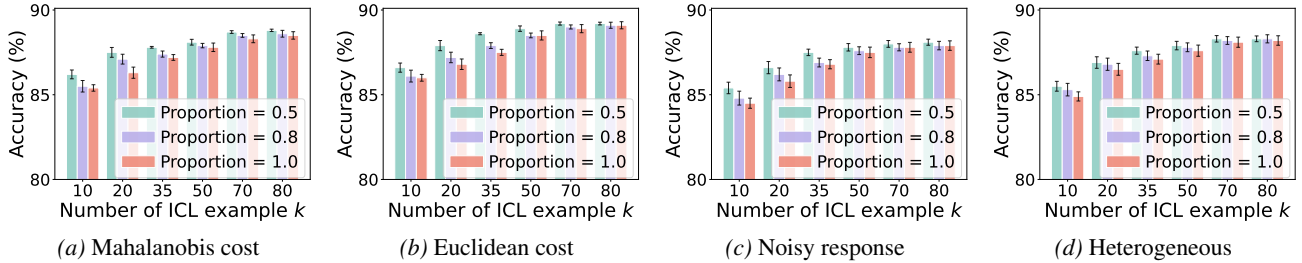 90
85
80
Accuracy (%)
Proportion = 0.5
Proportion = 0.8
Proportion = 1.0
10 20 35 50 70 80
Number of ICL example k
(a) Mahalanobis cost
90
85
80
Accuracy (%)
Proportion = 0.5
Proportion = 0.8
Proportion = 1.0
10 20 35 50 70 80
Number of ICL example k
(b) Euclidean cost
90
85
80
Accuracy (%)
Proportion = 0.5
Proportion = 0.8
Proportion = 1.0
10 20 35 50 70 80
Number of ICL example k
(c) Noisy response
90
85
80
Accuracy (%)
Proportion = 0.5
Proportion = 0.8
Proportion = 1.0
10 20 35 50 70 80
Number of ICL example k
(d) Heterogeneous